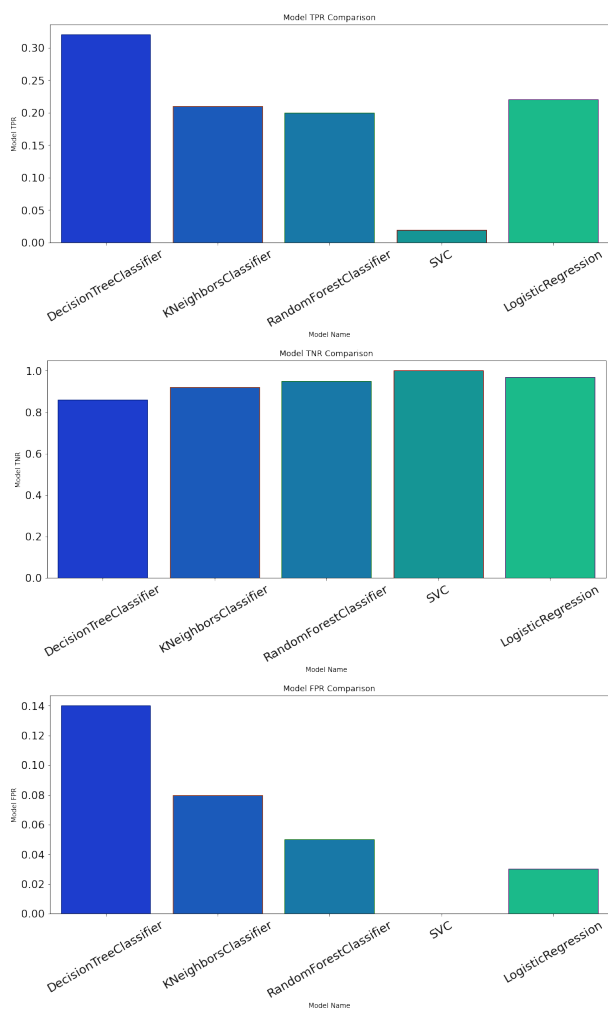 Model TPR Comparison
0.30
0.25
0.20
0.15
0.10
0.05
0.00
Model TPR
DecisionTreeClassifier
KNeighborsClassifier
RandomForestClassifier
SVC
LogisticRegression
Model Name
Model TNR Comparison
1.0
0.8
0.6
0.4
0.2
0.0
Model TNR
DecisionTreeClassifier
KNeighborsClassifier
RandomForestClassifier
SVC
LogisticRegression
Model Name
Model FPR Comparison
0.14
0.12
0.10
0.08
0.06
0.04
0.02
0.00
Model FPR
DecisionTreeClassifier
KNeighborsClassifier
RandomForestClassifier
SVC
LogisticRegression
Model Name